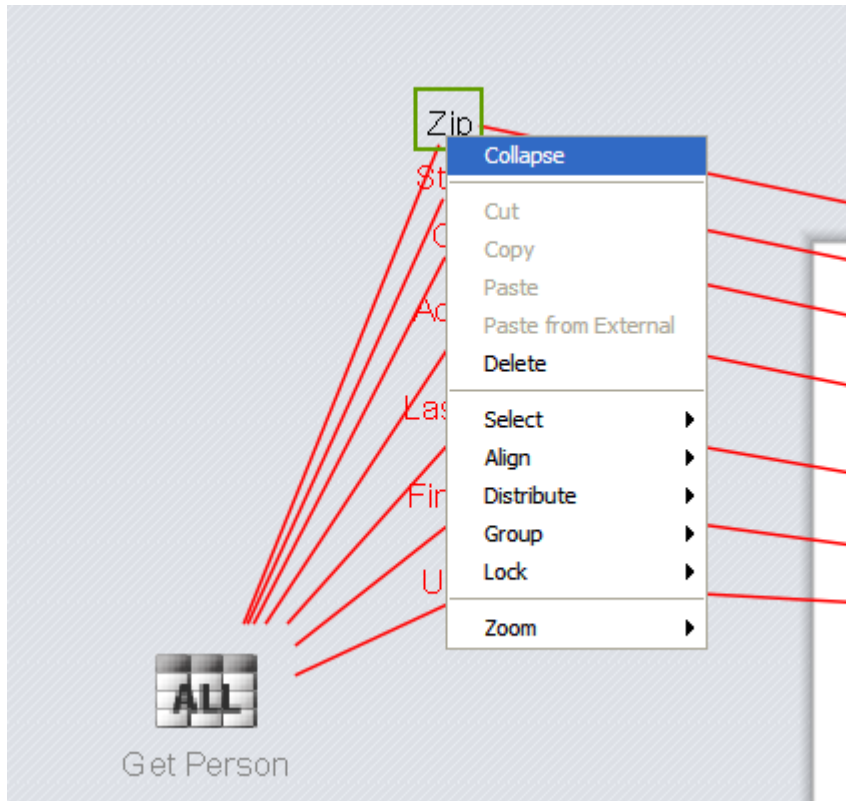 Zip
Collapse
Cut
Copy
Paste
Paste from External
Delete
Select
Align
Distribute
Group
Lock
Zoom
ALL
Get Person